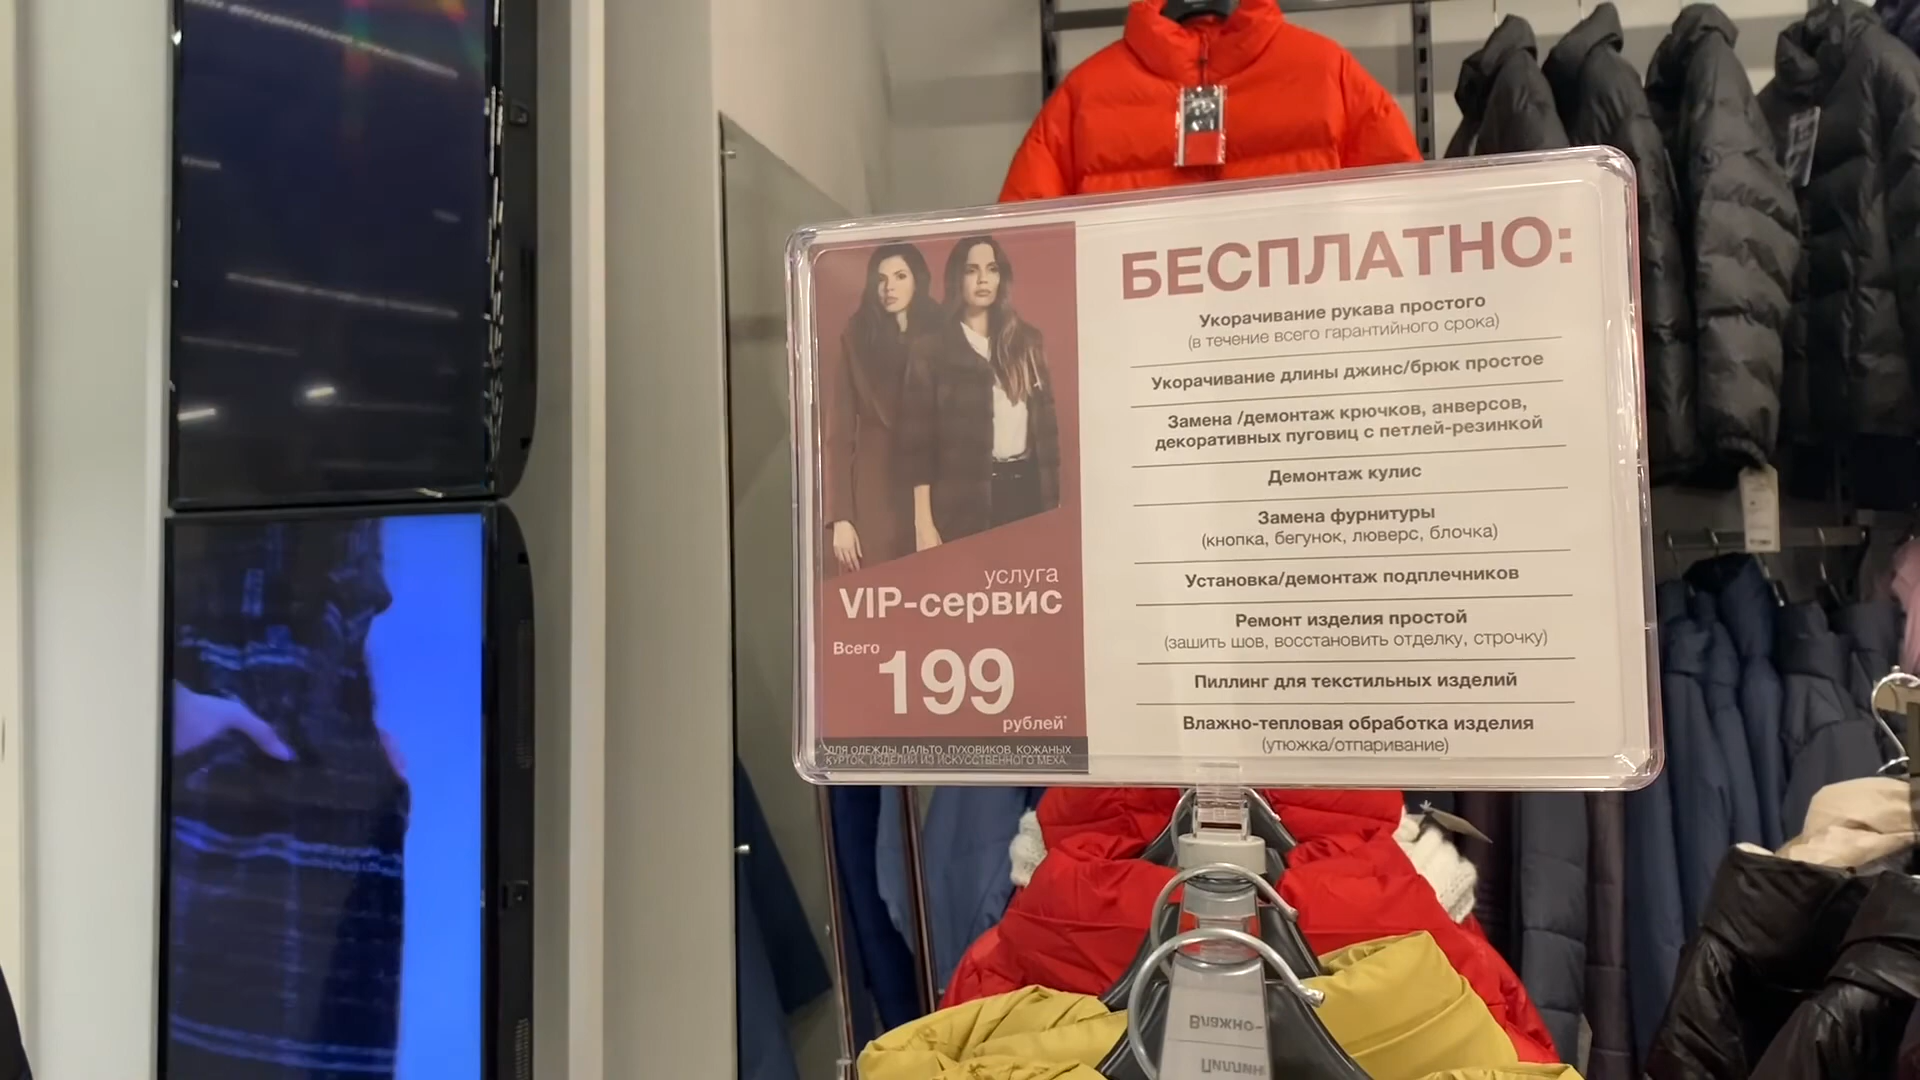 услуга
VIP-сервис
Всего
199
рублей*
*ДЛЯ ОДЕЖДЫ, ПАЛЬТО, ПУХОВИКОВ, КОЖАНЫХ
КУРТОК, ИЗДЕЛИЙ ИЗ ИСКУССТВЕННОГО МЕХА.
БЕСПЛАТНО:
Укорачивание рукава простого
(в течение всего гарантийного срока)
Укорачивание длины джинс/брюк простое
Замена /демонтаж крючков, анверсов,
декоративных пуговиц с петлей-резинкой
Демонтаж кулис
Замена фурнитуры
(кнопка, бегунок, люверс, блочка)
Установка/демонтаж подплечников
Ремонт изделия простой
(зашить шов, восстановить отделку, строчку)
Пиллинг для текстильных изделий
Влажно-тепловая обработка изделия
(утюжка/отпаривание)
Влажно-
Пиллин